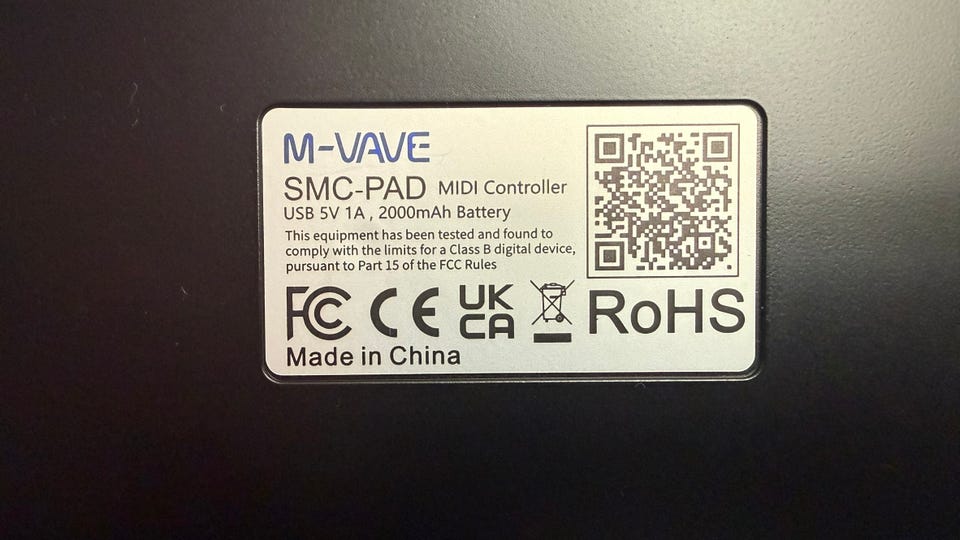 M-VAVE
SMC-PAD MIDI Controller
USB 5V 1A , 2000mAh Battery
This equipment has been tested and found to
comply with the limits for a Class B digital device,
pursuant to Part 15 of the FCC Rules
FC CE UK
CA RoHS
Made in China